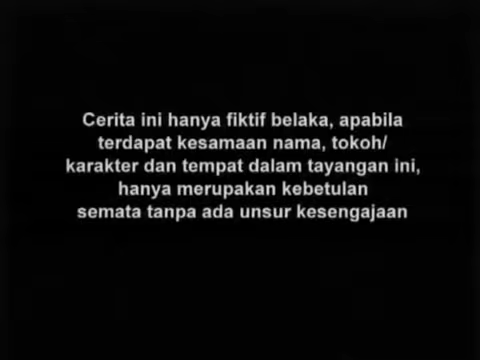 Cerita ini hanya fiktif belaka, apabila
terdapat kesamaan nama, tokoh/
karakter dan tempat dalam tayangan ini,
hanya merupakan kebetulan
semata tanpa ada unsur kesengajaan